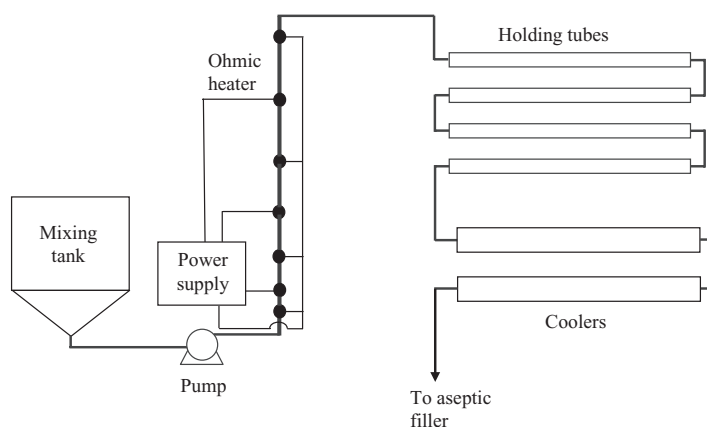 Holding tubes
Ohmic
heater
Mixing
tank
Power
supply
Pump
Coolers
To aseptic
filler